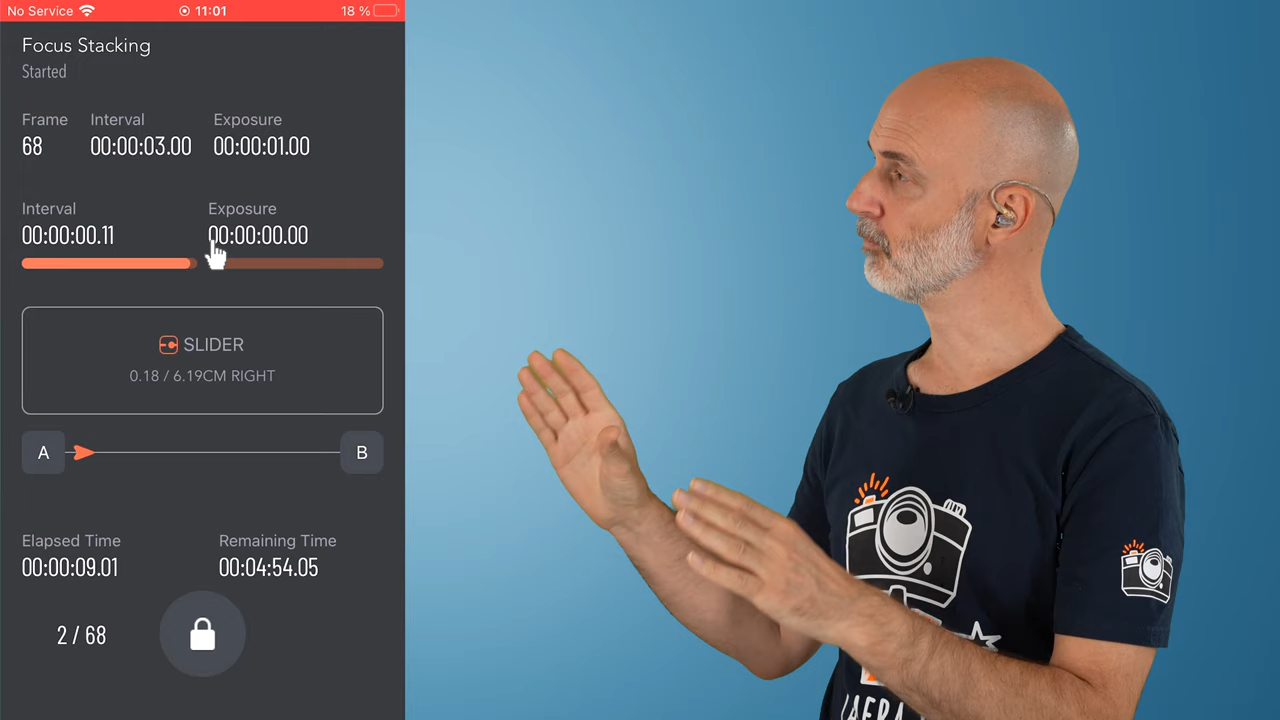 No Service 11:01 18 %
Focus Stacking
Started
Frame Interval Exposure
68 00:00:03.00 00:00:01.00
Interval Exposure
00:00:00.11 00:00:00.00
SLIDER
0.18 / 6.19CM RIGHT
A B
Elapsed Time Remaining Time
00:00:09.01 00:04:54.05
2 / 68